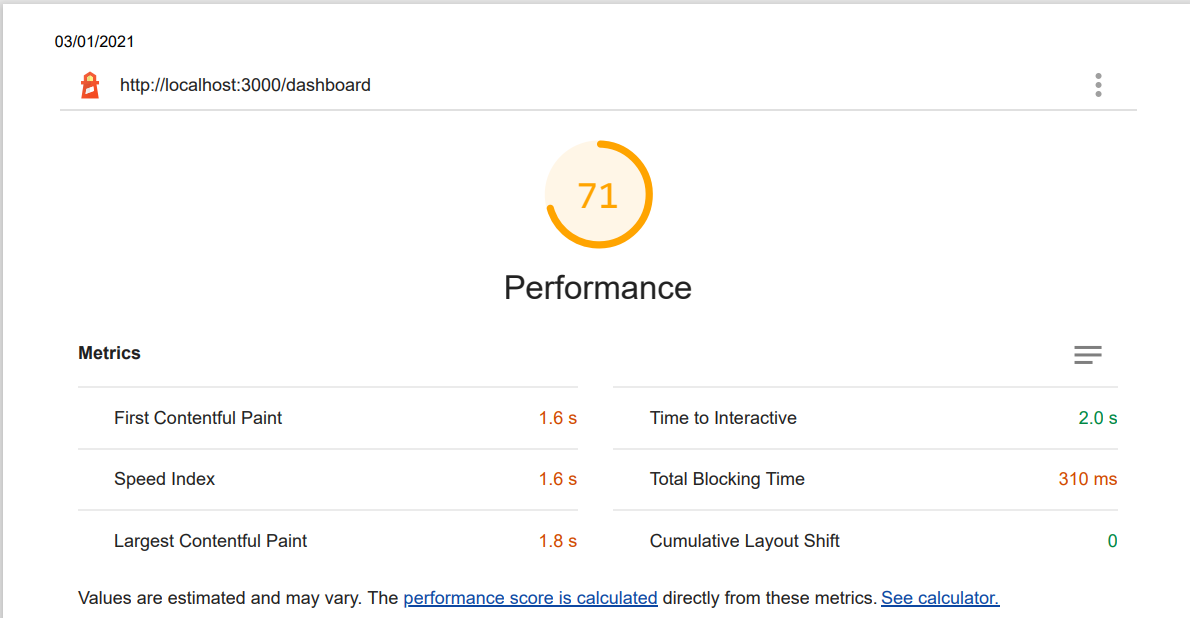 03/01/2021
http://localhost:3000/dashboard
71
Performance
Metrics
First Contentful Paint 1.6 s
Time to Interactive 2.0 s
Speed Index 1.6 s
Total Blocking Time 310 ms
Largest Contentful Paint 1.8 s
Cumulative Layout Shift 0
Values are estimated and may vary. The performance score is calculated directly from these metrics. See calculator.